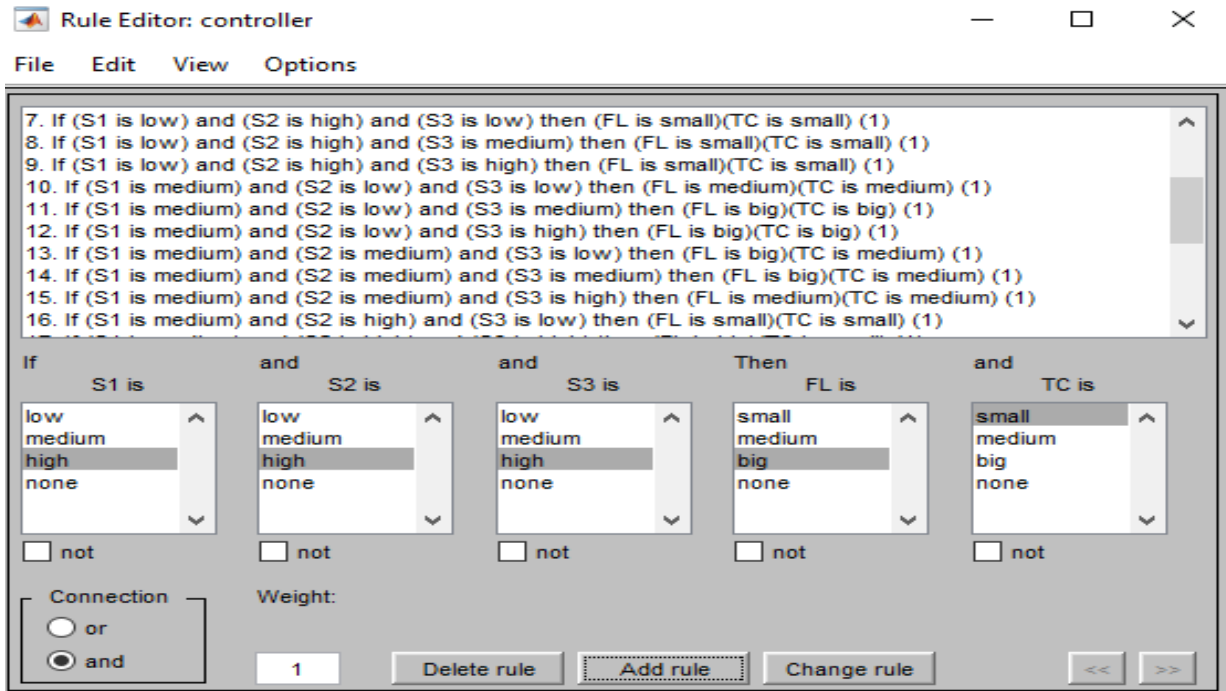 Rule Editor: controller
File Edit View Options
7. If (S1 is low) and (S2 is high) and (S3 is low) then (FL is small)(TC is small) (1)
8. If (S1 is low) and (S2 is high) and (S3 is medium) then (FL is small)(TC is small) (1)
9. If (S1 is low) and (S2 is high) and (S3 is high) then (FL is small)(TC is small) (1)
10. If (S1 is medium) and (S2 is low) and (S3 is low) then (FL is medium)(TC is medium) (1)
11. If (S1 is medium) and (S2 is low) and (S3 is medium) then (FL is big)(TC is big) (1)
12. If (S1 is medium) and (S2 is low) and (S3 is high) then (FL is big)(TC is big) (1)
13. If (S1 is medium) and (S2 is medium) and (S3 is low) then (FL is big)(TC is medium) (1)
14. If (S1 is medium) and (S2 is medium) and (S3 is medium) then (FL is big)(TC is medium) (1)
15. If (S1 is medium) and (S2 is medium) and (S3 is high) then (FL is medium)(TC is medium) (1)
16. If (S1 is medium) and (S2 is high) and (S3 is low) then (FL is small)(TC is small) (1)
If and and Then and
S1 is S2 is S3 is FL is TC is
low low low small small
medium medium medium medium medium
high high high big big
none none none none none
not not not not not
Connection Weight:
or
and 1 Delete rule Add rule Change rule << >>